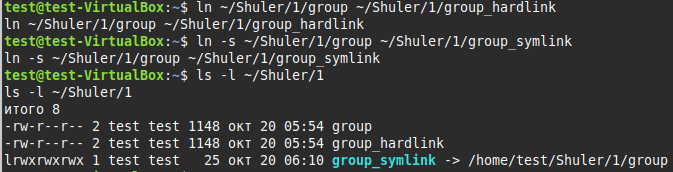 test@test-VirtualBox:~$ ln ~/Shuler/1/group ~/Shuler/1/group_hardlink
ln ~/Shuler/1/group ~/Shuler/1/group_hardlink
test@test-VirtualBox:~$ ln -s ~/Shuler/1/group ~/Shuler/1/group_symlink
ln -s ~/Shuler/1/group ~/Shuler/1/group_symlink
test@test-VirtualBox:~$ ls -l ~/Shuler/1
ls -l ~/Shuler/1
итого 8
-rw-r--r-- 2 test test 1148 окт 20 05:54 group
-rw-r--r-- 2 test test 1148 окт 20 05:54 group_hardlink
lrwxrwxrwx 1 test test   25 окт 20 06:10 group_symlink -> /home/test/Shuler/1/group